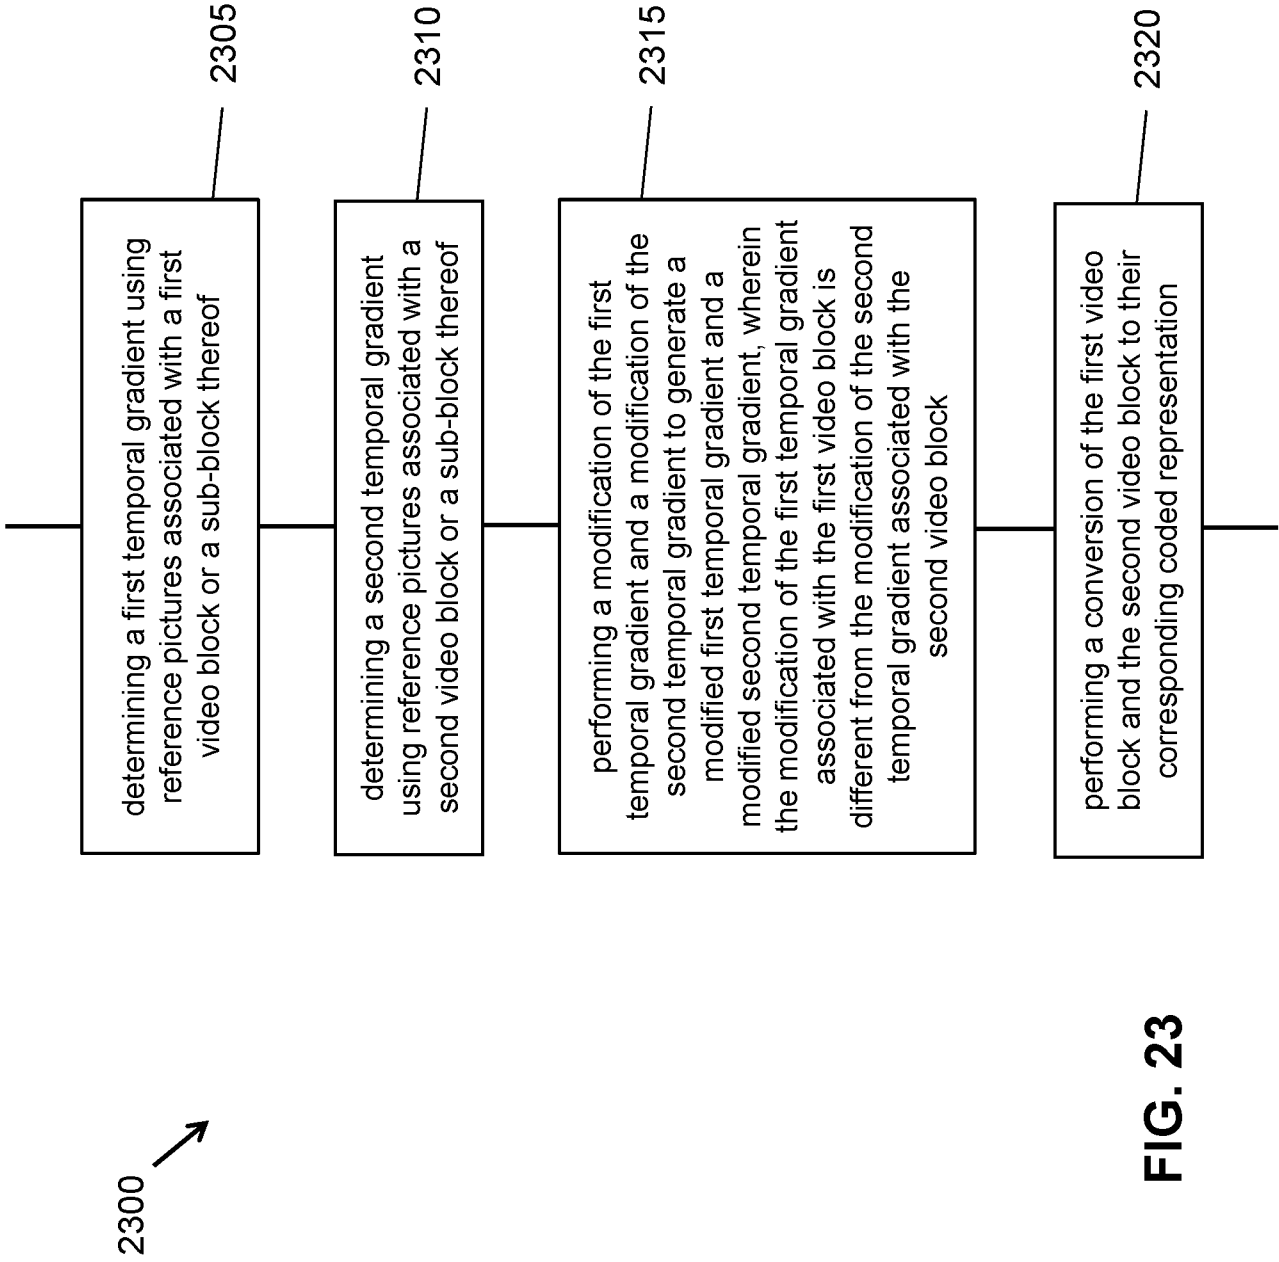 2300
2305
determining a first temporal gradient using
reference pictures associated with a first
video block or a sub-block thereof
2310
determining a second temporal gradient
using reference pictures associated with a
second video block or a sub-block thereof
2315
performing a modification of the first
temporal gradient and a modification of the
second temporal gradient to generate a
modified first temporal gradient and a
modified second temporal gradient, wherein
the modification of the first temporal gradient
associated with the first video block is
different from the modification of the second
temporal gradient associated with the
second video block
2320
performing a conversion of the first video
block and the second video block to their
corresponding coded representation
FIG. 23